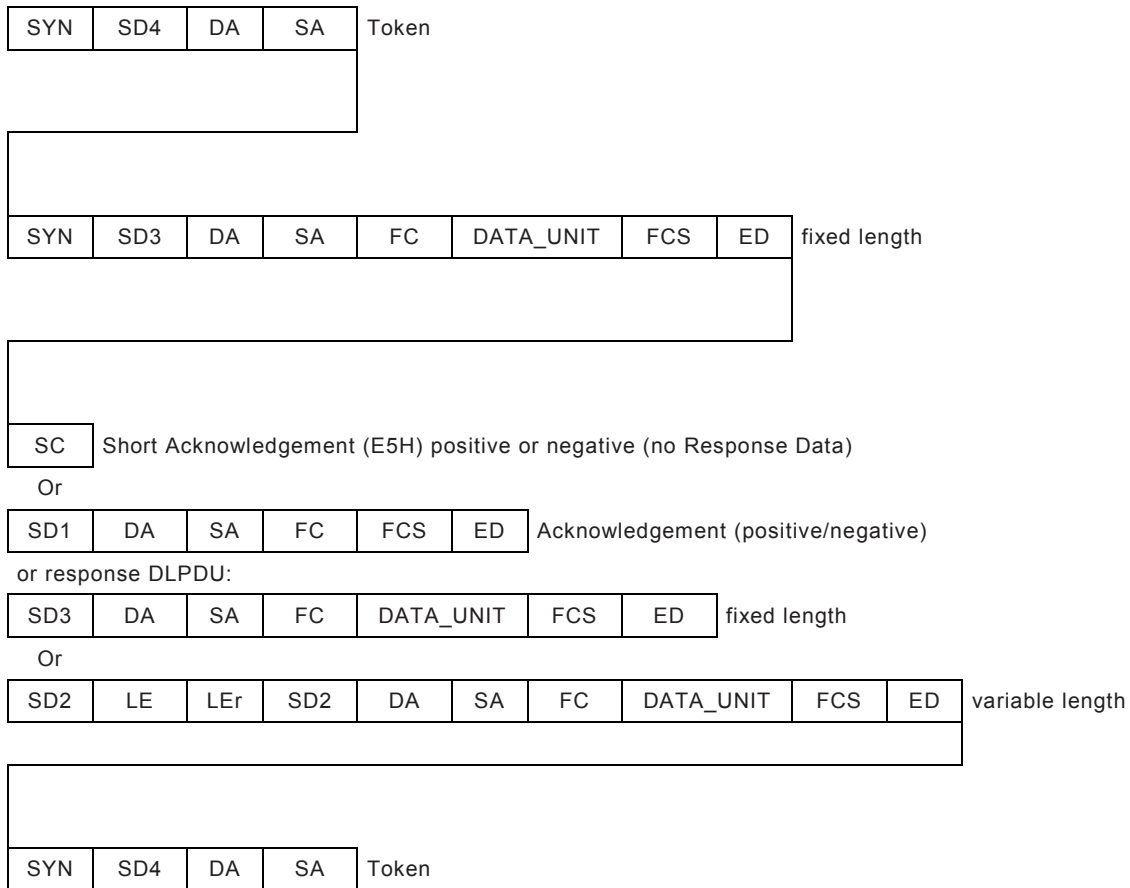 SYN SD4 DA SA Token
SYN SD3 DA SA FC DATA_UNIT FCS ED fixed length
SC Short Acknowledgement (E5H) positive or negative (no Response Data)
Or
SD1 DA SA FC FCS ED Acknowledgement (positive/negative)
or response DLPDU:
SD3 DA SA FC DATA_UNIT FCS ED fixed length
Or
SD2 LE LEr SD2 DA SA FC DATA_UNIT FCS ED variable length
SYN SD4 DA SA Token